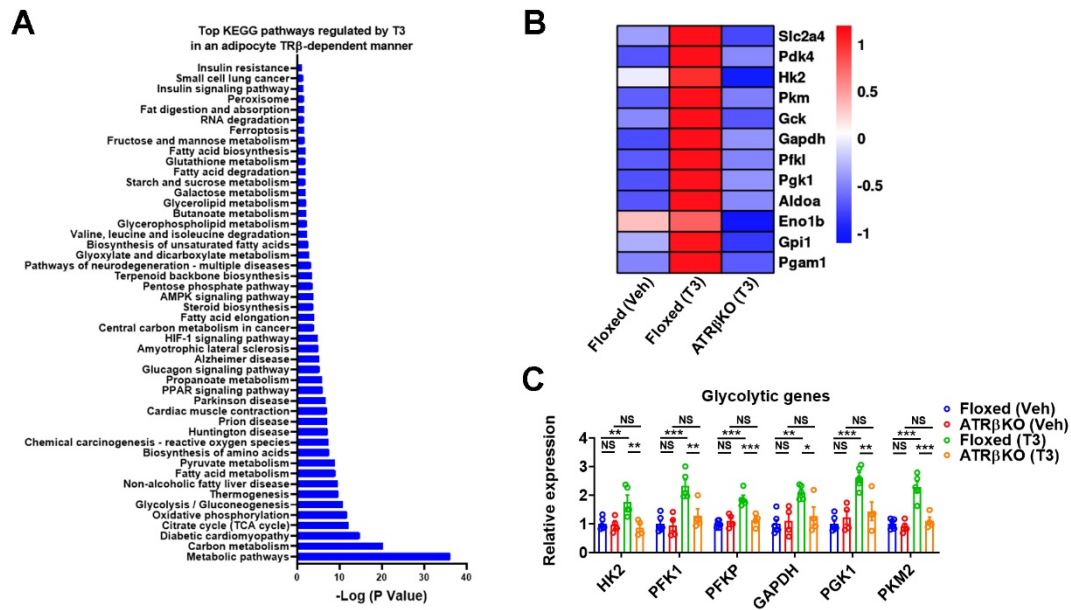 A
Top KEGG pathways regulated by T3
in an adipocyte TRβ-dependent manner
Insulin resistance
Small cell lung cancer
Insulin signaling pathway
Peroxisome
Fat digestion and absorption
RNA degradation
Ferroptosis
Fructose and mannose metabolism
Fatty acid biosynthesis
Glutathione metabolism
Fatty acid degradation
Starch and sucrose metabolism
Galactose metabolism
Glycerolipid metabolism
Butanoate metabolism
Glycerophospholipid metabolism
Valine, leucine and isoleucine degradation
Biosynthesis of unsaturated fatty acids
Glyoxylate and dicarboxylate metabolism
Pathways of neurodegeneration - multiple diseases
Terpenoid backbone biosynthesis
Pentose phosphate pathway
AMPK signaling pathway
Steroid biosynthesis
Fatty acid elongation
Central carbon metabolism in cancer
HIF-1 signaling pathway
Amyotrophic lateral sclerosis
Alzheimer disease
Glucagon signaling pathway
Propanoate metabolism
PPAR signaling pathway
Parkinson disease
Cardiac muscle contraction
Prion disease
Huntington disease
Chemical carcinogenesis - reactive oxygen species
Biosynthesis of amino acids
Pyruvate metabolism
Fatty acid metabolism
Non-alcoholic fatty liver disease
Thermogenesis
Glycolysis / Gluconeogenesis
Oxidative phosphorylation
Citrate cycle (TCA cycle)
Diabetic cardiomyopathy
Carbon metabolism
Metabolic pathways
0 10 20 30 40
-Log (P Value)
B
Slc2a4
Pdk4
Hk2
Pkm
Gck
Gapdh
Pfkl
Pgk1
Aldoa
Eno1b
Gpi1
Pgam1
1
0.5
0
-0.5
-1
Floxed (Veh)
Floxed (T3)
ATRβKO (T3)
C
Glycolytic genes
Floxed (Veh)
ATRβKO (Veh)
Floxed (T3)
ATRβKO (T3)
NS NS NS NS NS NS
** *** *** ** *** ***
NS ** NS ** NS *** NS * NS ** NS ***
Relative expression
4
3
2
1
0
HK2
PFK1
PFKP
GAPDH
PGK1
PKM2